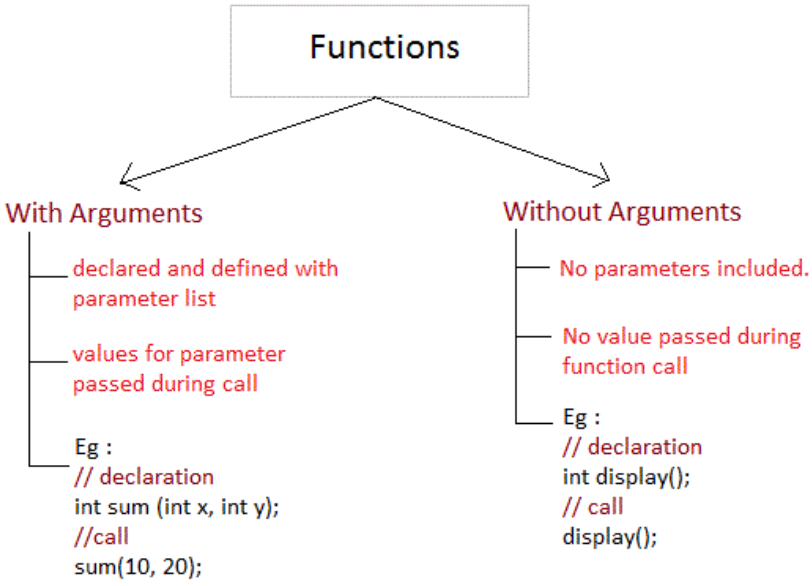 Functions
With Arguments
declared and defined with
parameter list
values for parameter
passed during call
Eg :
// declaration
int sum (int x, int y);
//call
sum(10, 20);
Without Arguments
No parameters included.
No value passed during
function call
Eg :
// declaration
int display();
// call
display();